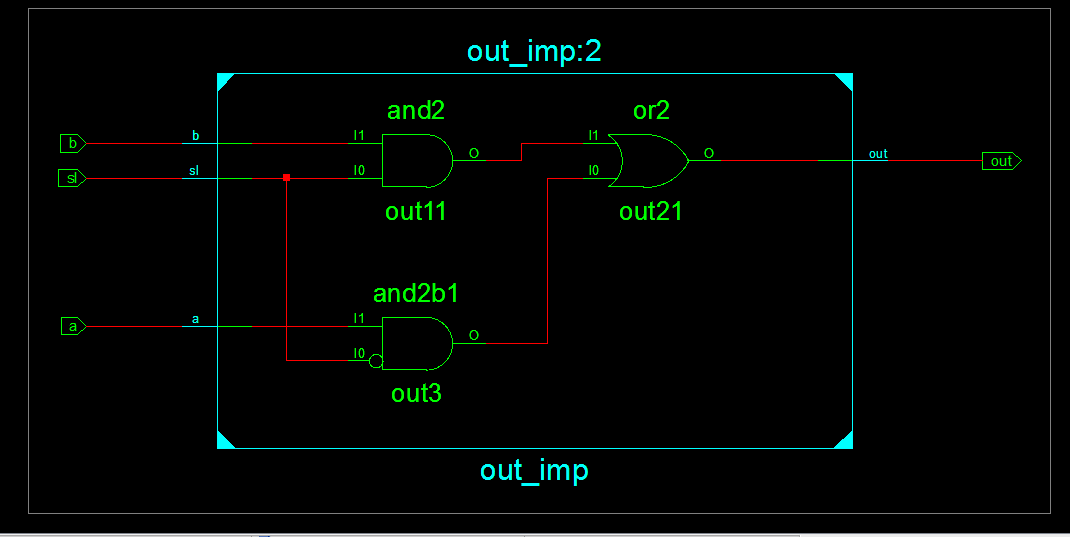 out_imp:2
and2
or2
b
b
I1
O
I1
O
out
out
sl
sl
I0
I0
out11
out21
and2b1
a
a
I1
O
I0
out3
out_imp